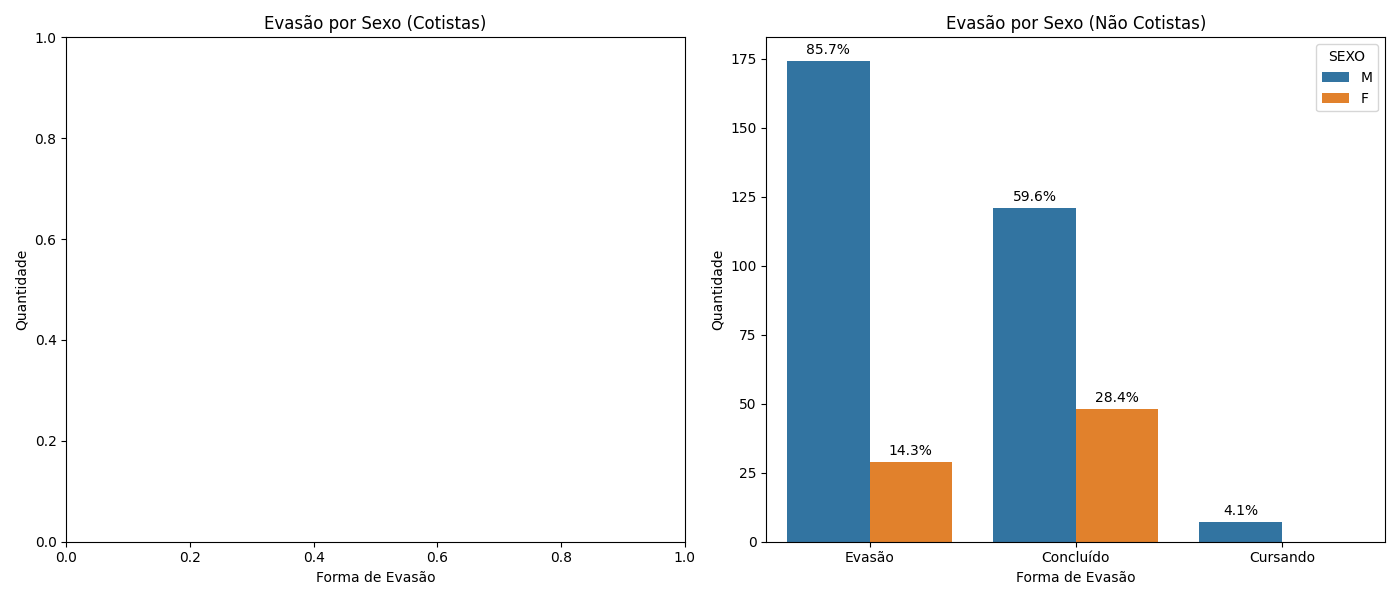 Evasão por Sexo (Cotistas)
1.0
0.8
0.6
0.4
0.2
0.0
Quantidade
0.0 0.2 0.4 0.6 0.8 1.0
Forma de Evasão
Evasão por Sexo (Não Cotistas)
175
150
125
100
75
50
25
0
Quantidade
85.7%
14.3%
59.6%
28.4%
4.1%
SEXO
M
F
Evasão Concluído Cursando
Forma de Evasão